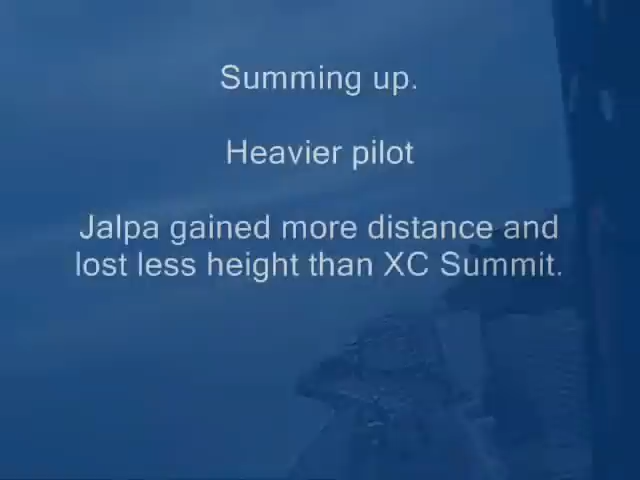 Summing up.
Heavier pilot
Jalpa gained more distance and
lost less height than XC Summit.